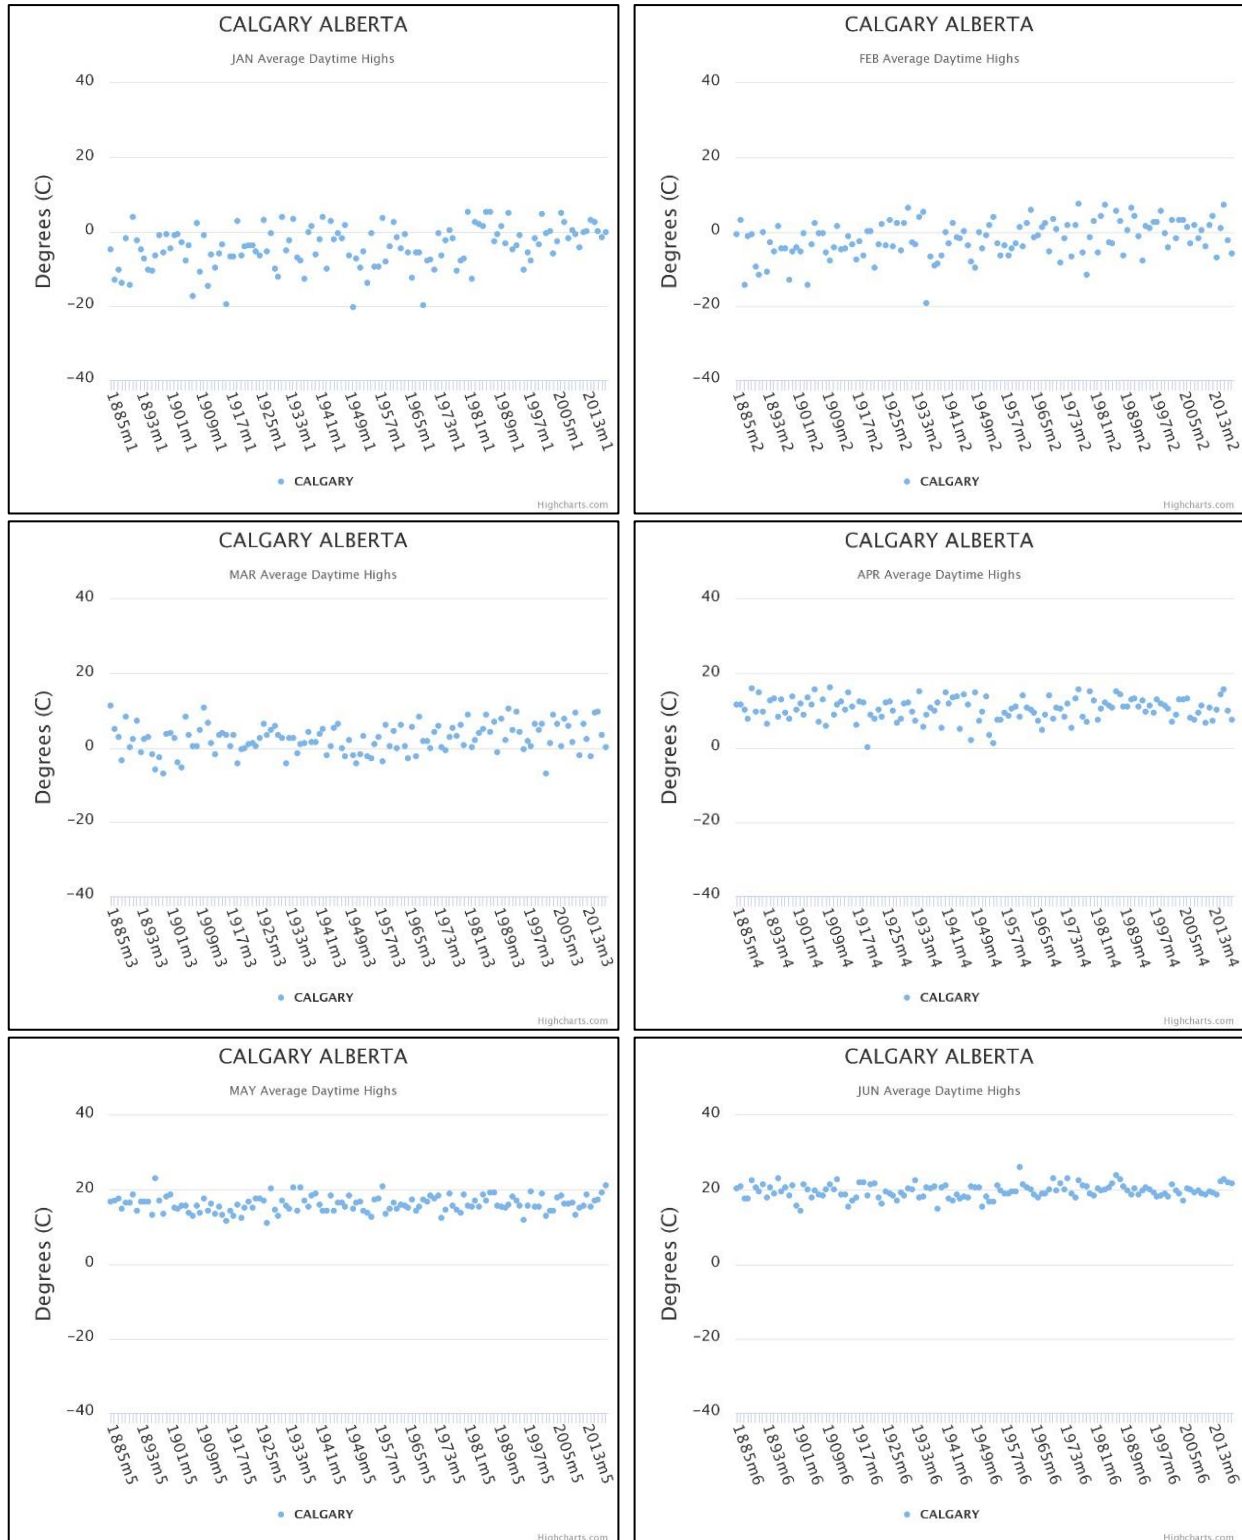 CALGARY ALBERTA
JAN Average Daytime Highs
40
20
0
−20
−40
Degrees (C)
1885m1
1893m1
1901m1
1909m1
1917m1
1925m1
1933m1
1941m1
1949m1
1957m1
1965m1
1973m1
1981m1
1989m1
1997m1
2005m1
2013m1
CALGARY
Highcharts.com
CALGARY ALBERTA
FEB Average Daytime Highs
40
20
0
−20
−40
Degrees (C)
1885m2
1893m2
1901m2
1909m2
1917m2
1925m2
1933m2
1941m2
1949m2
1957m2
1965m2
1973m2
1981m2
1989m2
1997m2
2005m2
2013m2
CALGARY
Highcharts.com
CALGARY ALBERTA
MAR Average Daytime Highs
40
20
0
−20
−40
Degrees (C)
1885m3
1893m3
1901m3
1909m3
1917m3
1925m3
1933m3
1941m3
1949m3
1957m3
1965m3
1973m3
1981m3
1989m3
1997m3
2005m3
2013m3
CALGARY
Highcharts.com
CALGARY ALBERTA
APR Average Daytime Highs
40
20
0
−20
−40
Degrees (C)
1885m4
1893m4
1901m4
1909m4
1917m4
1925m4
1933m4
1941m4
1949m4
1957m4
1965m4
1973m4
1981m4
1989m4
1997m4
2005m4
2013m4
CALGARY
Highcharts.com
CALGARY ALBERTA
MAY Average Daytime Highs
40
20
0
−20
−40
Degrees (C)
1885m5
1893m5
1901m5
1909m5
1917m5
1925m5
1933m5
1941m5
1949m5
1957m5
1965m5
1973m5
1981m5
1989m5
1997m5
2005m5
2013m5
CALGARY
Highcharts.com
CALGARY ALBERTA
JUN Average Daytime Highs
40
20
0
−20
−40
Degrees (C)
1885m6
1893m6
1901m6
1909m6
1917m6
1925m6
1933m6
1941m6
1949m6
1957m6
1965m6
1973m6
1981m6
1989m6
1997m6
2005m6
2013m6
CALGARY
Highcharts.com